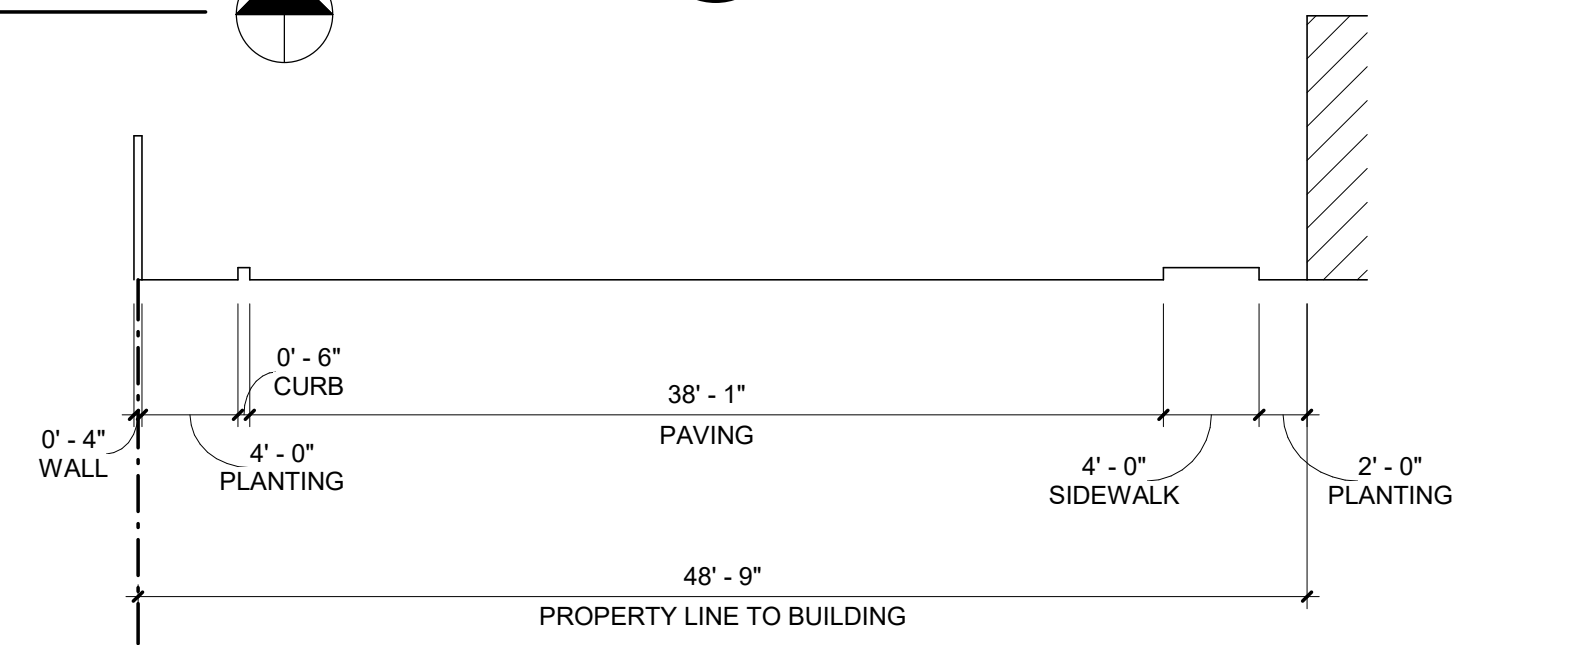 0' - 6"
CURB
38' - 1"
PAVING
0' - 4"
WALL
4' - 0"
PLANTING
4' - 0"
SIDEWALK
2' - 0"
PLANTING
48' - 9"
PROPERTY LINE TO BUILDING